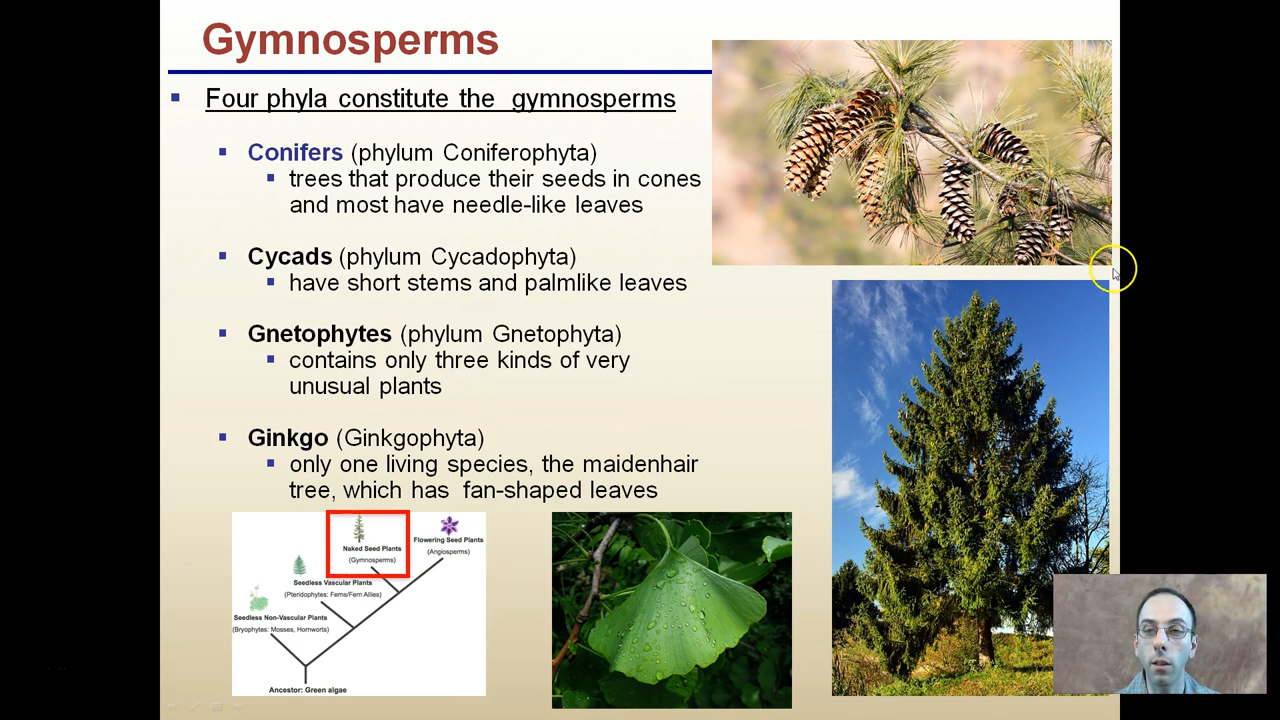 Gymnosperms
Four phyla constitute the gymnosperms
Conifers (phylum Coniferophyta)
trees that produce their seeds in cones
and most have needle-like leaves
Cycads (phylum Cycadophyta)
have short stems and palmlike leaves
Gnetophytes (phylum Gnetophyta)
contains only three kinds of very
unusual plants
Ginkgo (Ginkgophyta)
only one living species, the maidenhair
tree, which has fan-shaped leaves
Flowering Seed Plants
(Angiosperms)
Naked Seed Plants
(Gymnosperms)
Seedless Vascular Plants
(Pteridophytes: Ferns/Fern Allies)
Seedless Non-Vascular Plants
(Bryophytes: Mosses, Hornworts)
Ancestor: Green algae